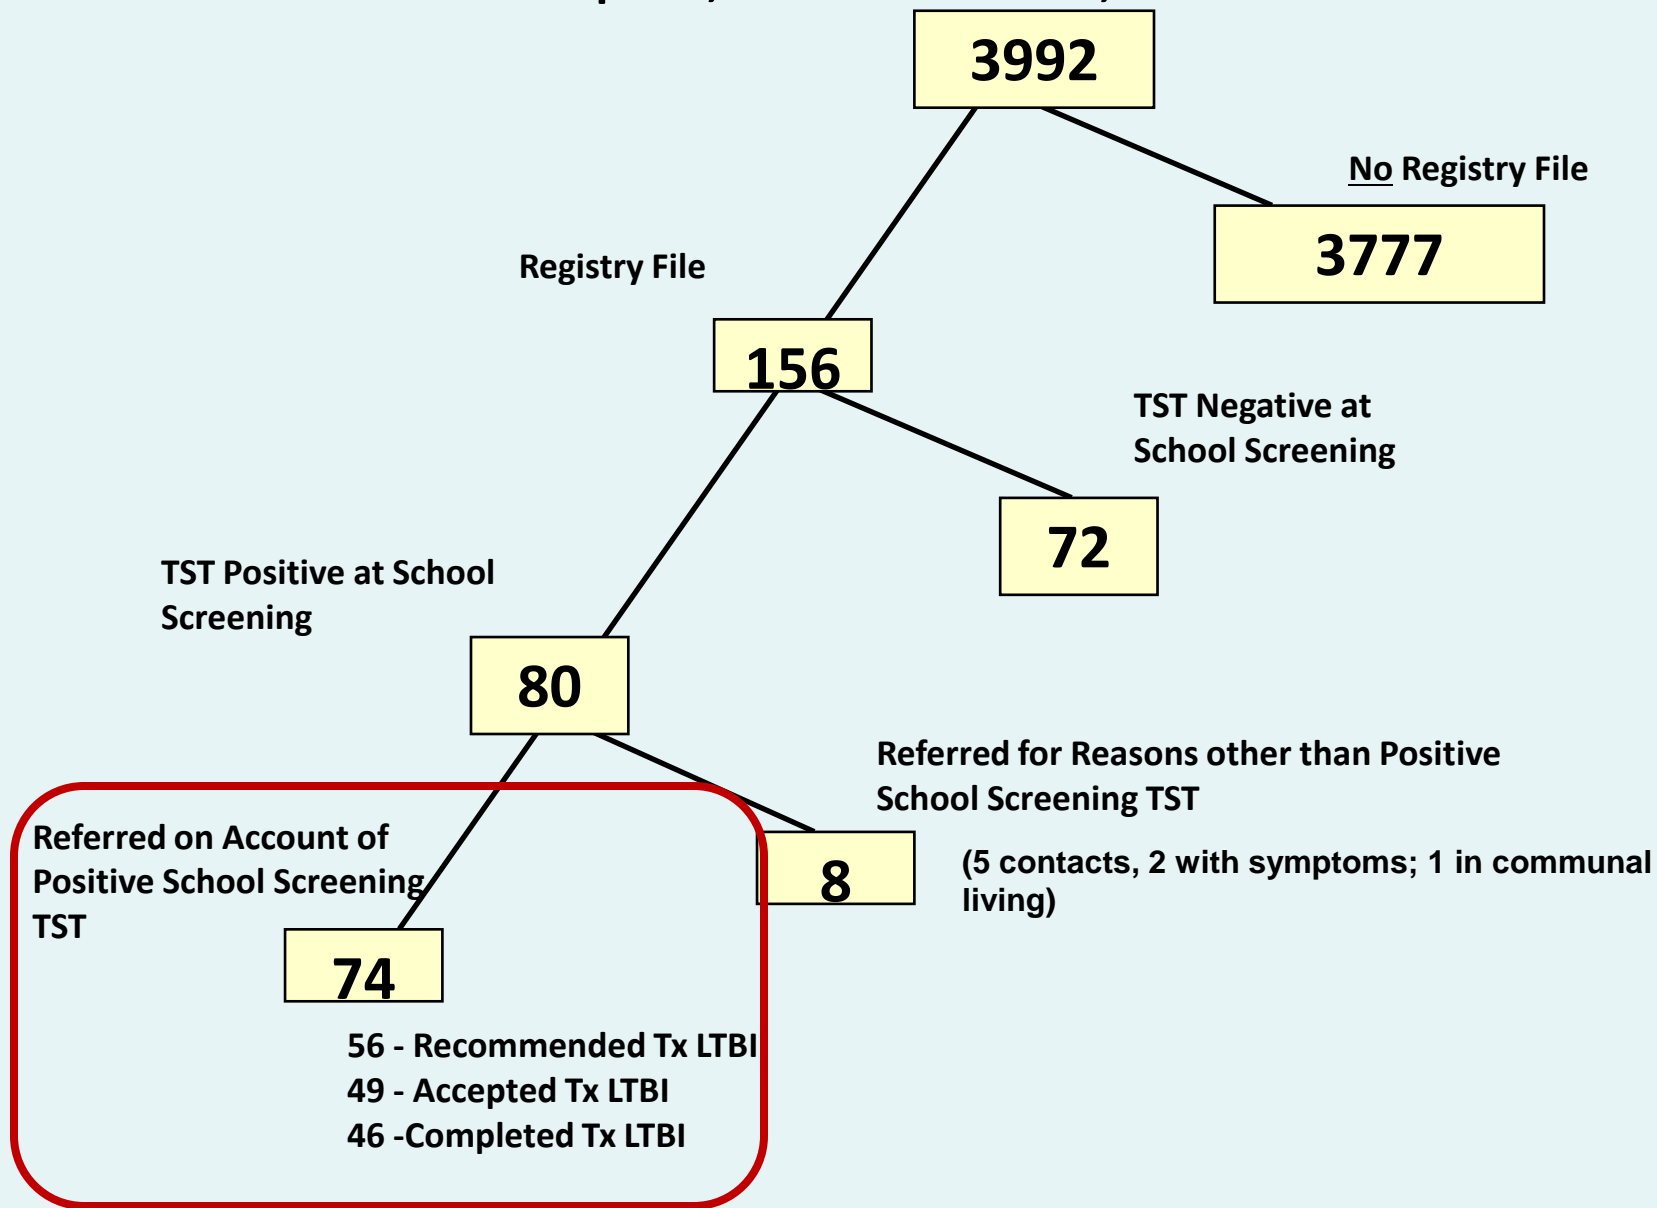 3992
No Registry File
3777
Registry File
156
TST Negative at
School Screening
72
TST Positive at School
Screening
80
Referred for Reasons other than Positive
School Screening TST
8
(5 contacts, 2 with symptoms; 1 in communal
living)
Referred on Account of
Positive School Screening
TST
74
56 - Recommended Tx LTBI
49 - Accepted Tx LTBI
46 -Completed Tx LTBI